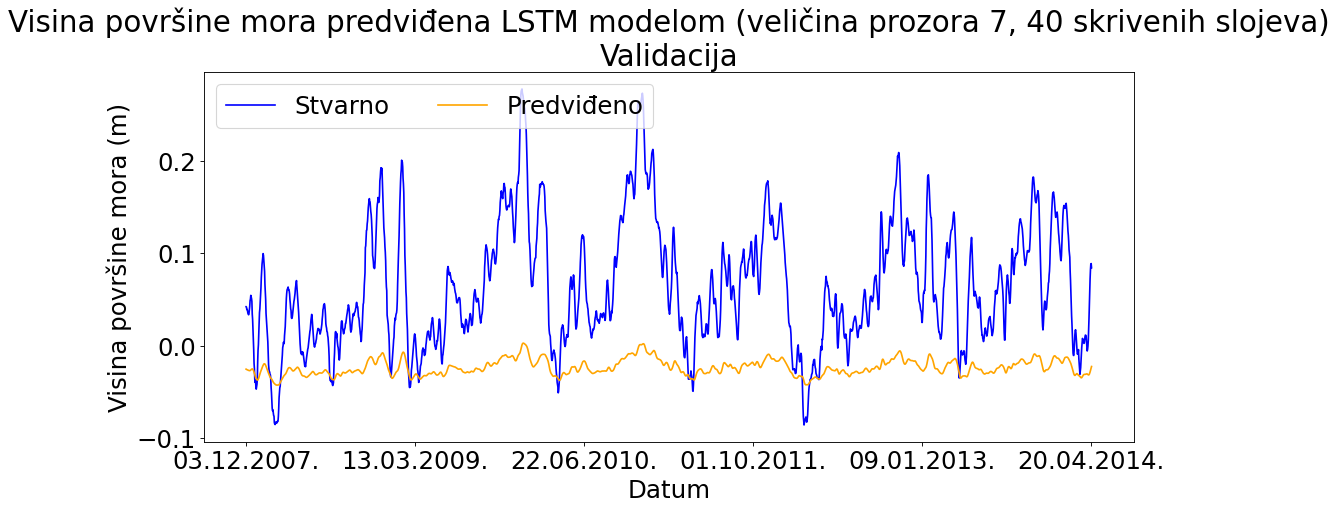 Visina površine mora predviđena LSTM modelom (veličina prozora 7, 40 skrivenih slojeva)
Validacija
Stvarno
Predviđeno
Visina površine mora (m)
0.2
0.1
0.0
−0.1
03.12.2007.
13.03.2009.
22.06.2010.
01.10.2011.
09.01.2013.
20.04.2014.
Datum